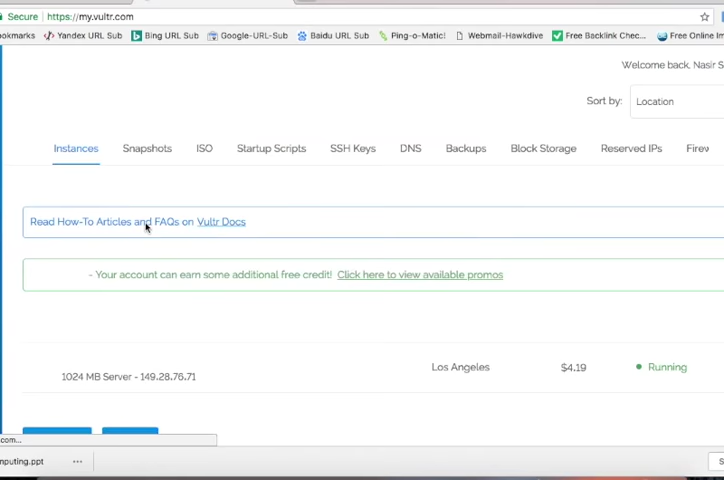 Secure https://my.vultr.com
Yandex URL Sub Bing URL Sub Google-URL-Sub Baidu URL Sub Ping-o-Matic! Webmail-Hawkdive Free Backlink Chec... Free Online
Welcome back, Nasir S
Sort by: Location
Instances Snapshots ISO Startup Scripts SSH Keys DNS Backups Block Storage Reserved IPs Firew
Read How-To Articles and FAQs on Vultr Docs
- Your account can earn some additional free credit! Click here to view available promos
Los Angeles $4.19 Running
1024 MB Server - 149.28.76.71
com...
nputing.ppt ...